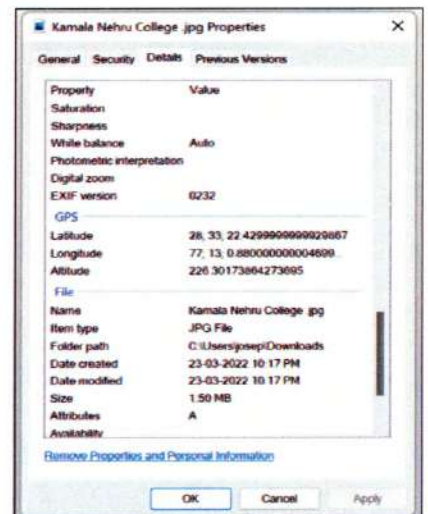 Kamala Nehru College .jpg Properties
General Security Details Previous Versions
Property Value
Saturation
Sharpness
White balance Auto
Photometric interpretation
Digital zoom
EXIF version 0232
GPS
Latitude 28; 33; 22.4299999999929867
Longitude 77; 13; 0.880000000004699...
Altitude 226.30173864273695
File
Name Kamala Nehru College .jpg
Item type JPG File
Folder path C:\Users\josep\Downloads
Date created 23-03-2022 10:17 PM
Date modified 23-03-2022 10:17 PM
Size 1.50 MB
Attributes A
Availability
Remove Properties and Personal Information
OK Cancel Apply